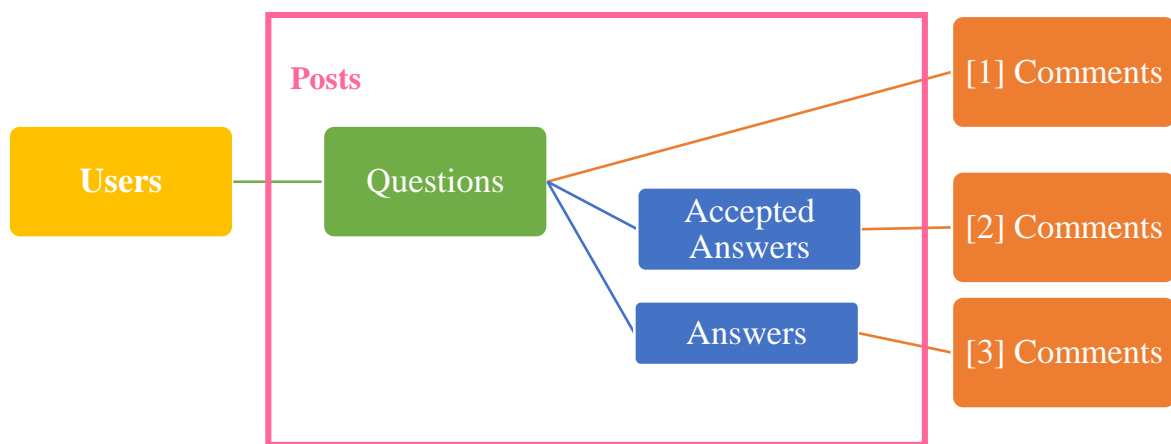 Posts
Users
Questions
Accepted
Answers
Answers
[1] Comments
[2] Comments
[3] Comments